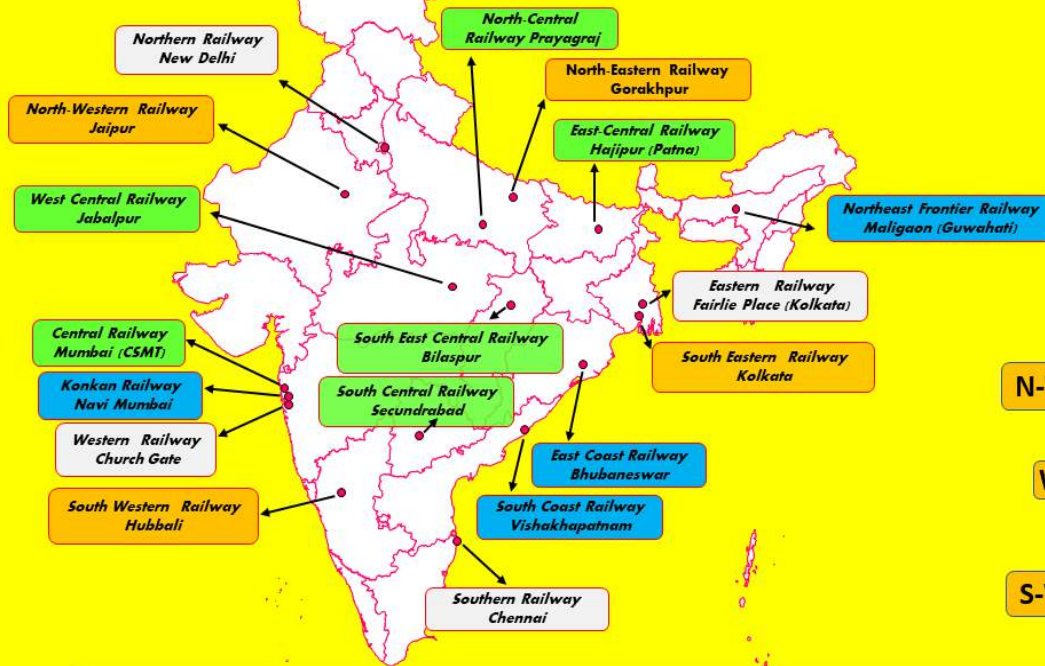 North-Central
Railway Prayagraj
Northern Railway
New Delhi
North-Eastern Railway
Gorakhpur
North-Western Railway
Jaipur
East-Central Railway
Hajipur (Patna)
West Central Railway
Jabalpur
Northeast Frontier Railway
Maligaon (Guwahati)
Eastern Railway
Fairlie Place (Kolkata)
Central Railway
Mumbai (CSMT)
South East Central Railway
Bilaspur
South Eastern Railway
Kolkata
Konkan Railway
Navi Mumbai
South Central Railway
Secundrabad
N-
Western Railway
Church Gate
East Coast Railway
Bhubaneswar
South Western Railway
Hubbali
South Coast Railway
Vishakhapatnam
Southern Railway
Chennai